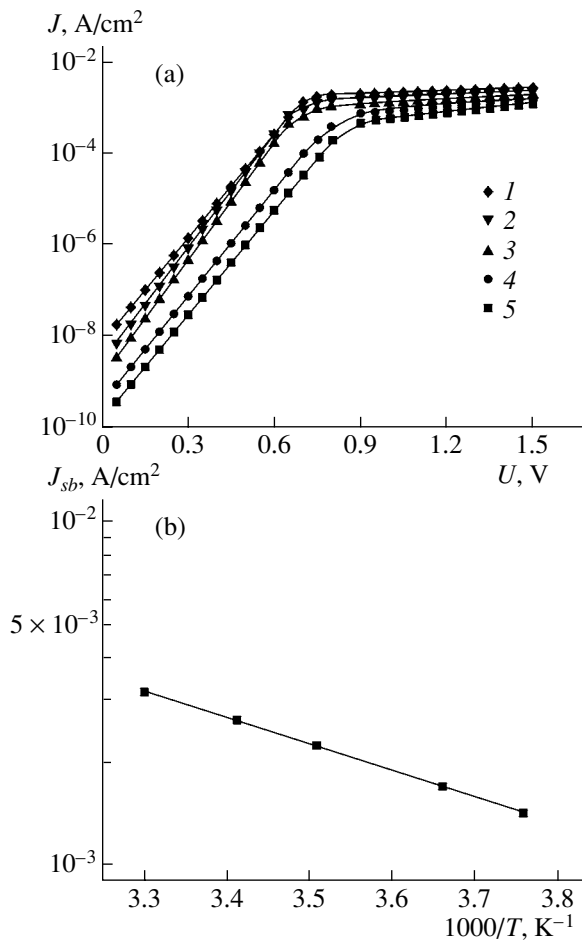 J, A/cm²
(a)
10⁻²
10⁻⁴
10⁻⁶
10⁻⁸
10⁻¹⁰
1
2
3
4
5
0 0.3 0.6 0.9 1.2 1.5
U, V
J_sb, A/cm²
(b)
10⁻²
5 × 10⁻³
10⁻³
3.3 3.4 3.5 3.6 3.7 3.8
1000/T, K⁻¹